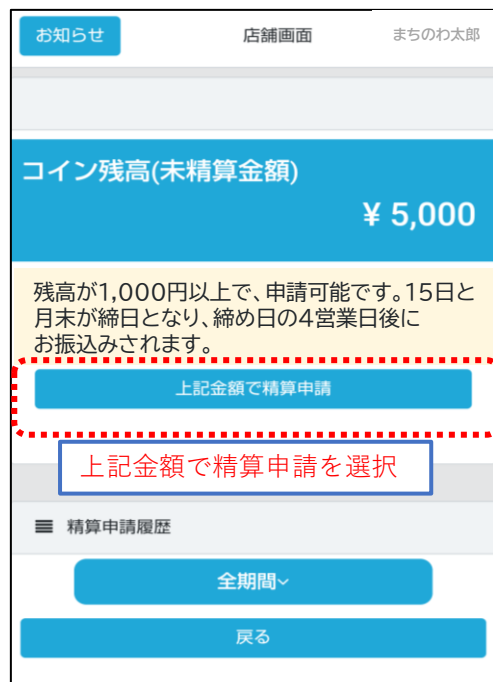 お知らせ 店舗画面 まちのわ太郎
コイン残高(未精算金額)
¥ 5,000
残高が1,000円以上で、申請可能です。15日と
月末が締日となり、締め日の4営業日後に
お振込みされます。
上記金額で精算申請
上記金額で精算申請を選択
精算申請履歴
全期間
戻る